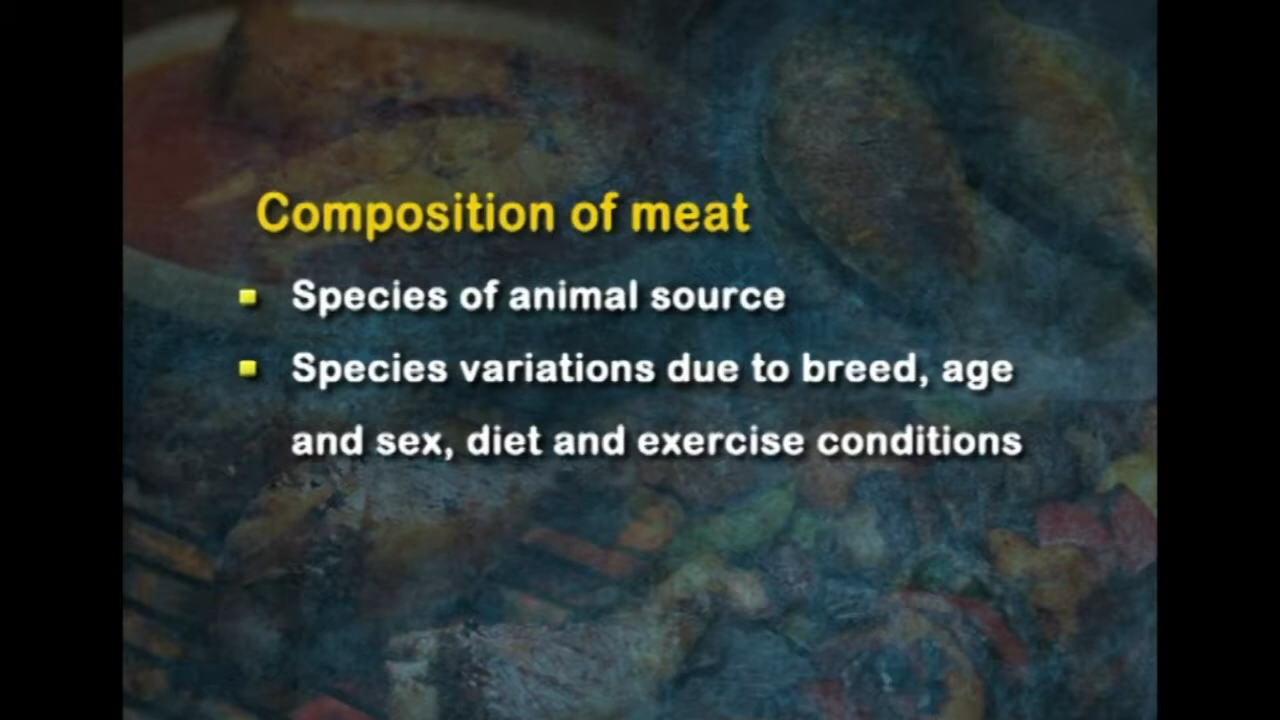 Composition of meat
Species of animal source
Species variations due to breed, age
and sex, diet and exercise conditions